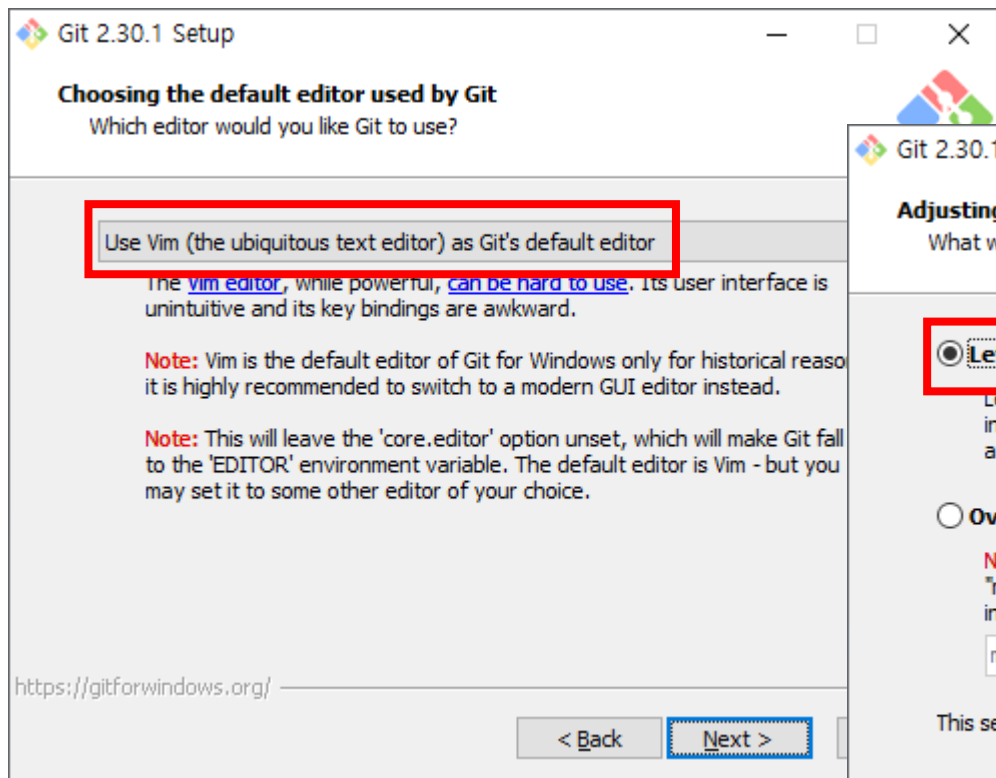 Git 2.30.1 Setup
Choosing the default editor used by Git
Which editor would you like Git to use?
Use Vim (the ubiquitous text editor) as Git's default editor
The Vim editor, while powerful, can be hard to use. Its user interface is
unintuitive and its key bindings are awkward.
Note: Vim is the default editor of Git for Windows only for historical
it is highly recommended to switch to a modern GUI editor instead.
Note: This will leave the 'core.editor' option unset, which will make Git fall
to the 'EDITOR' environment variable. The default editor is Vim - but you
may set it to some other editor of your choice.
https://gitforwindows.org/
< Back
Next >
Git 2.30.1
Adjusting
What
This